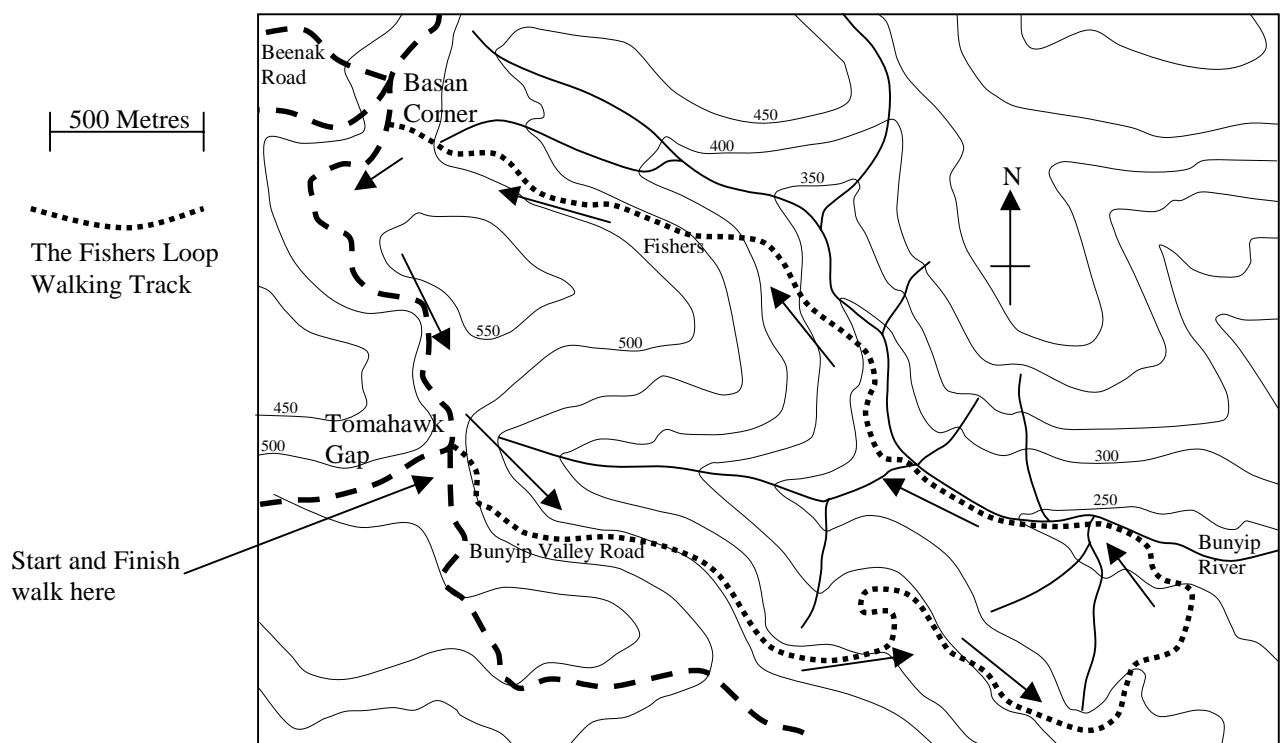 Beenak
Road
Basan
Corner
500 Metres
450
400
350
N
The Fishers Loop
Walking Track
Fishers
550
500
450
Tomahawk
Gap
500
300
250
Start and Finish
walk here
Bunyip Valley Road
Bunyip
River